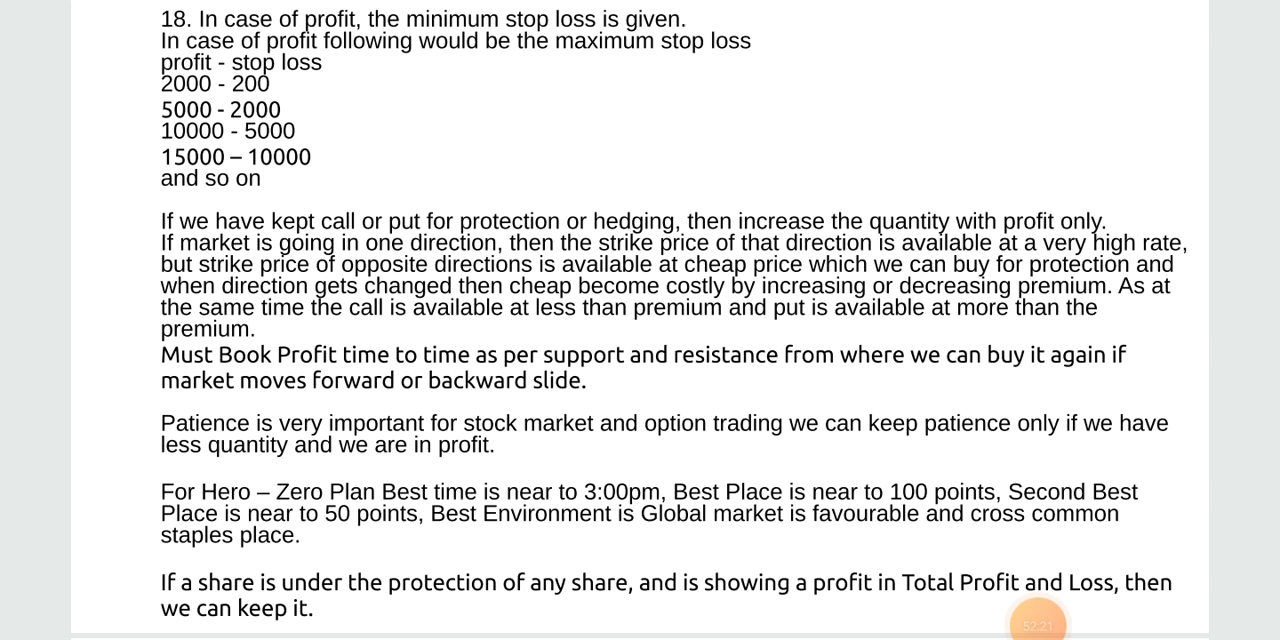 18. In case of profit, the minimum stop loss is given.
In case of profit following would be the maximum stop loss
profit - stop loss
2000 - 200
5000 - 2000
10000 - 5000
15000 – 10000
and so on
If we have kept call or put for protection or hedging, then increase the quantity with profit only.
If market is going in one direction, then the strike price of that direction is available at a very high rate,
but strike price of opposite directions is available at cheap price which we can buy for protection and
when direction gets changed then cheap become costly by increasing or decreasing premium. As at
the same time the call is available at less than premium and put is available at more than the
premium.
Must Book Profit time to time as per support and resistance from where we can buy it again if
market moves forward or backward slide.
Patience is very important for stock market and option trading we can keep patience only if we have
less quantity and we are in profit.
For Hero – Zero Plan Best time is near to 3:00pm, Best Place is near to 100 points, Second Best
Place is near to 50 points, Best Environment is Global market is favourable and cross common
staples place.
If a share is under the protection of any share, and is showing a profit in Total Profit and Loss, then
we can keep it.
52:21